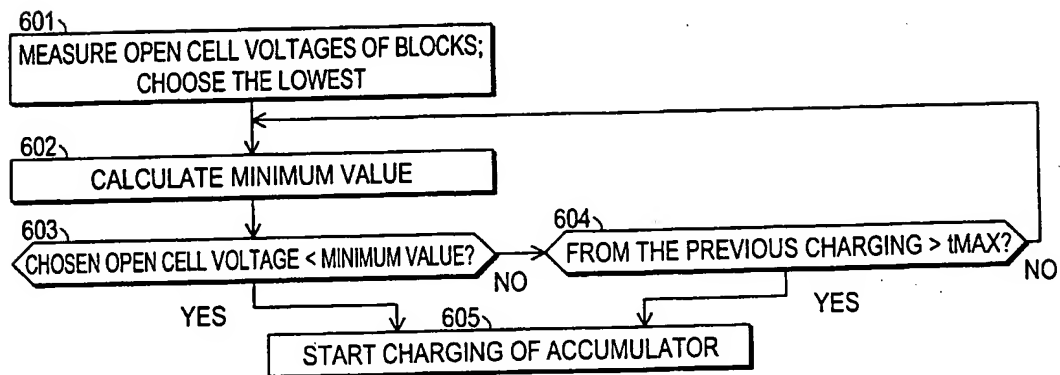 601
MEASURE OPEN CELL VOLTAGES OF BLOCKS;
CHOOSE THE LOWEST
602
CALCULATE MINIMUM VALUE
603
CHOSEN OPEN CELL VOLTAGE < MINIMUM VALUE?
NO
604
FROM THE PREVIOUS CHARGING > tMAX?
NO
YES
YES
605
START CHARGING OF ACCUMULATOR